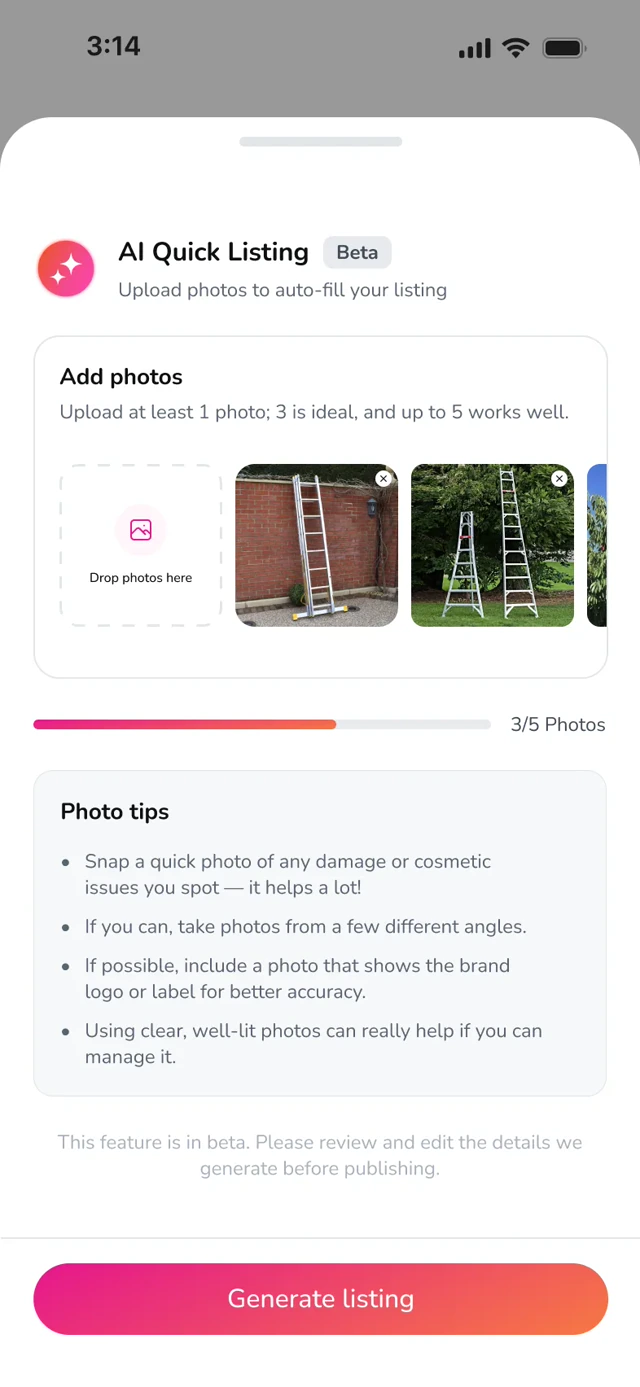 3:14
AI Quick Listing
Beta
Upload photos to auto-fill your listing
Add photos
Upload at least 1 photo; 3 is ideal, and up to 5 works well.
Drop photos here
3/5 Photos
Photo tips
• Snap a quick photo of any damage or cosmetic
issues you spot — it helps a lot!
• If you can, take photos from a few different angles.
• If possible, include a photo that shows the brand
logo or label for better accuracy.
• Using clear, well-lit photos can really help if you can
manage it.
This feature is in beta. Please review and edit the details we
generate before publishing.
Generate listing